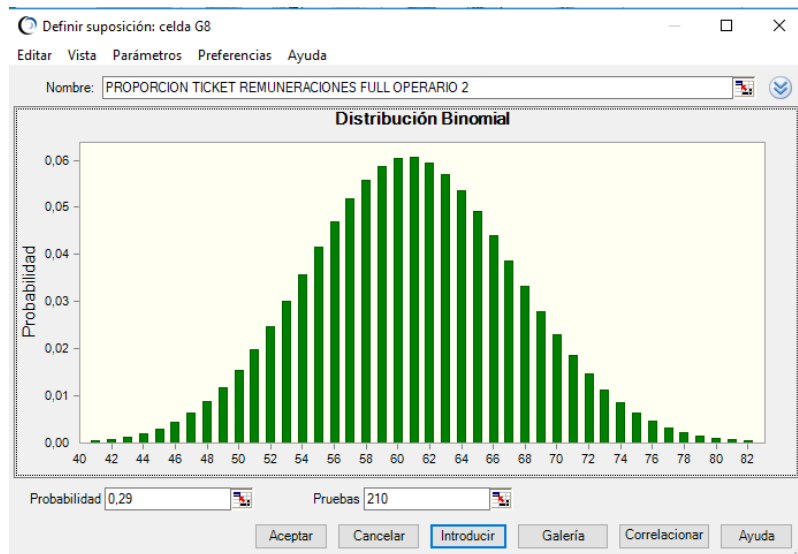 Definir suposición: celda G8
Editar Vista Parámetros Preferencias Ayuda
Nombre: PROPORCION TICKET REMUNERACIONES FULL OPERARIO 2
Distribución Binomial
Probabilidad
0,06
0,05
0,04
0,03
0,02
0,01
0,00
40 42 44 46 48 50 52 54 56 58 60 62 64 66 68 70 72 74 76 78 80 82
Probabilidad 0,29 Pruebas 210
Aceptar Cancelar Introducir Galería Correlacionar Ayuda